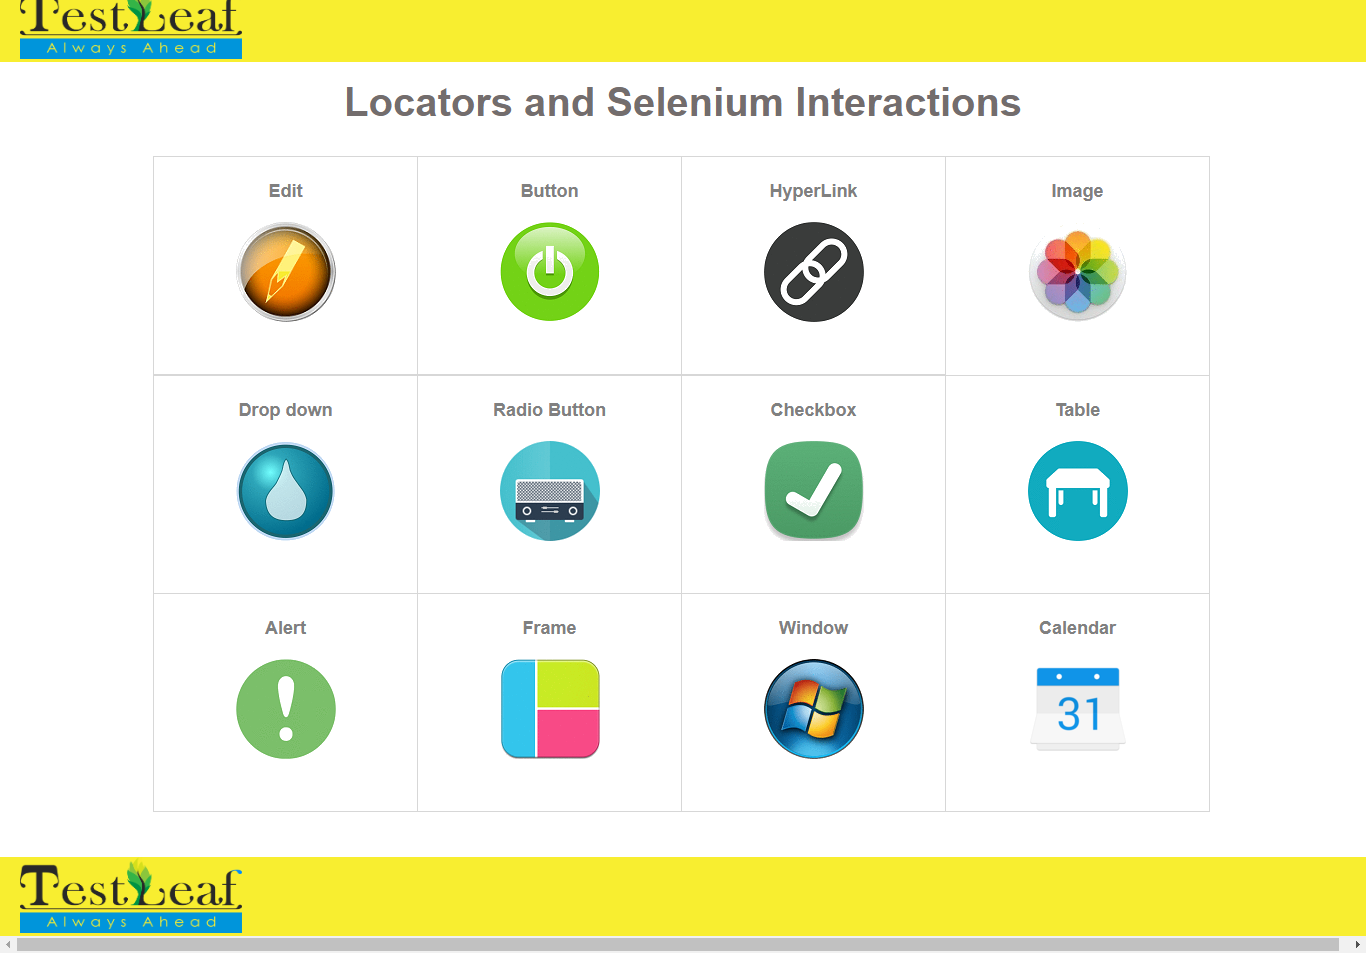 TestLeaf
Always Ahead
Locators and Selenium Interactions
Edit
Button
HyperLink
Image
Drop down
Radio Button
Checkbox
Table
Alert
Frame
Window
Calendar
31
TestLeaf
Always Ahead